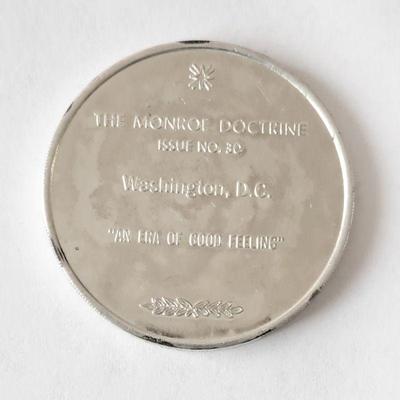 THE MONROE DOCTRINE
ISSUE NO. 30
Washington, D.C.
"AN ERA OF GOOD FEELING"